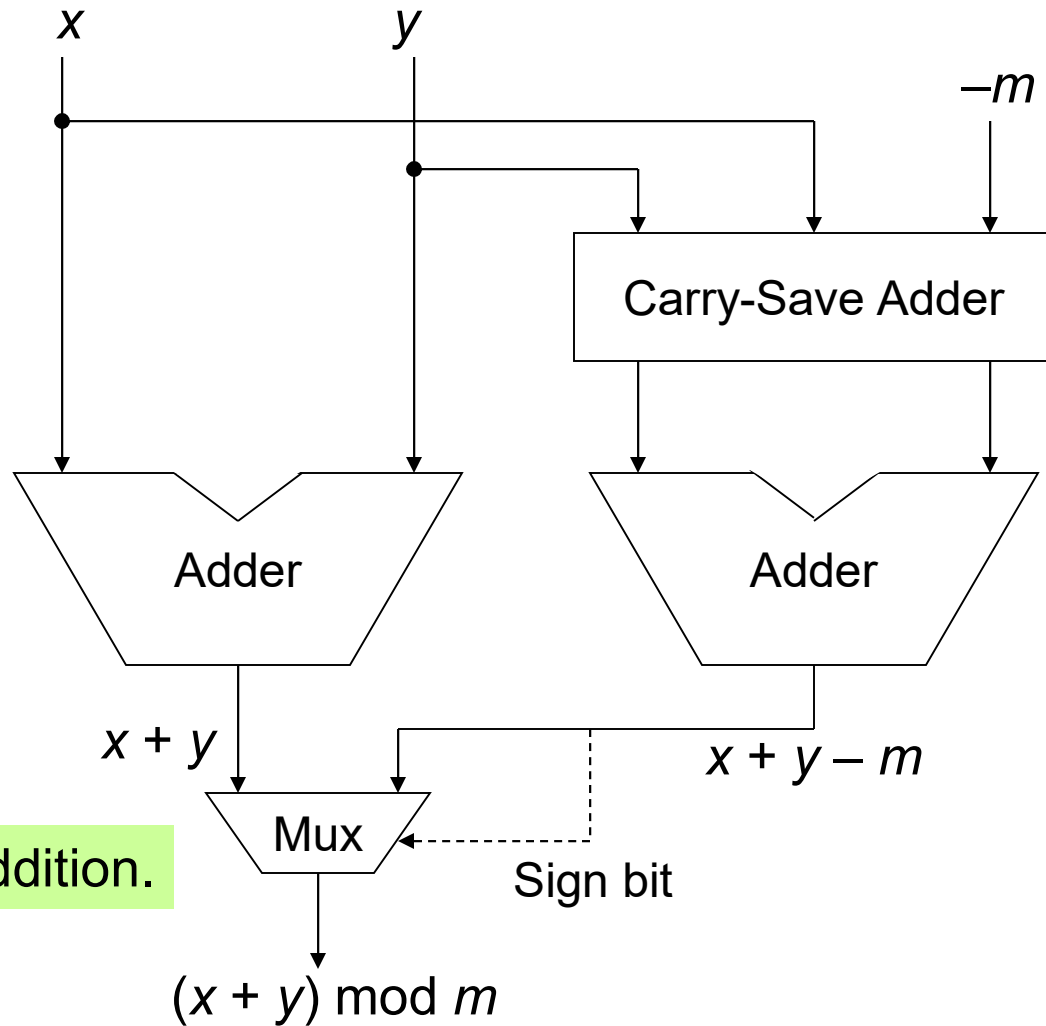 x
y
–m
Carry-Save Adder
Adder
Adder
x + y
x + y – m
Mux
Sign bit
(x + y) mod m